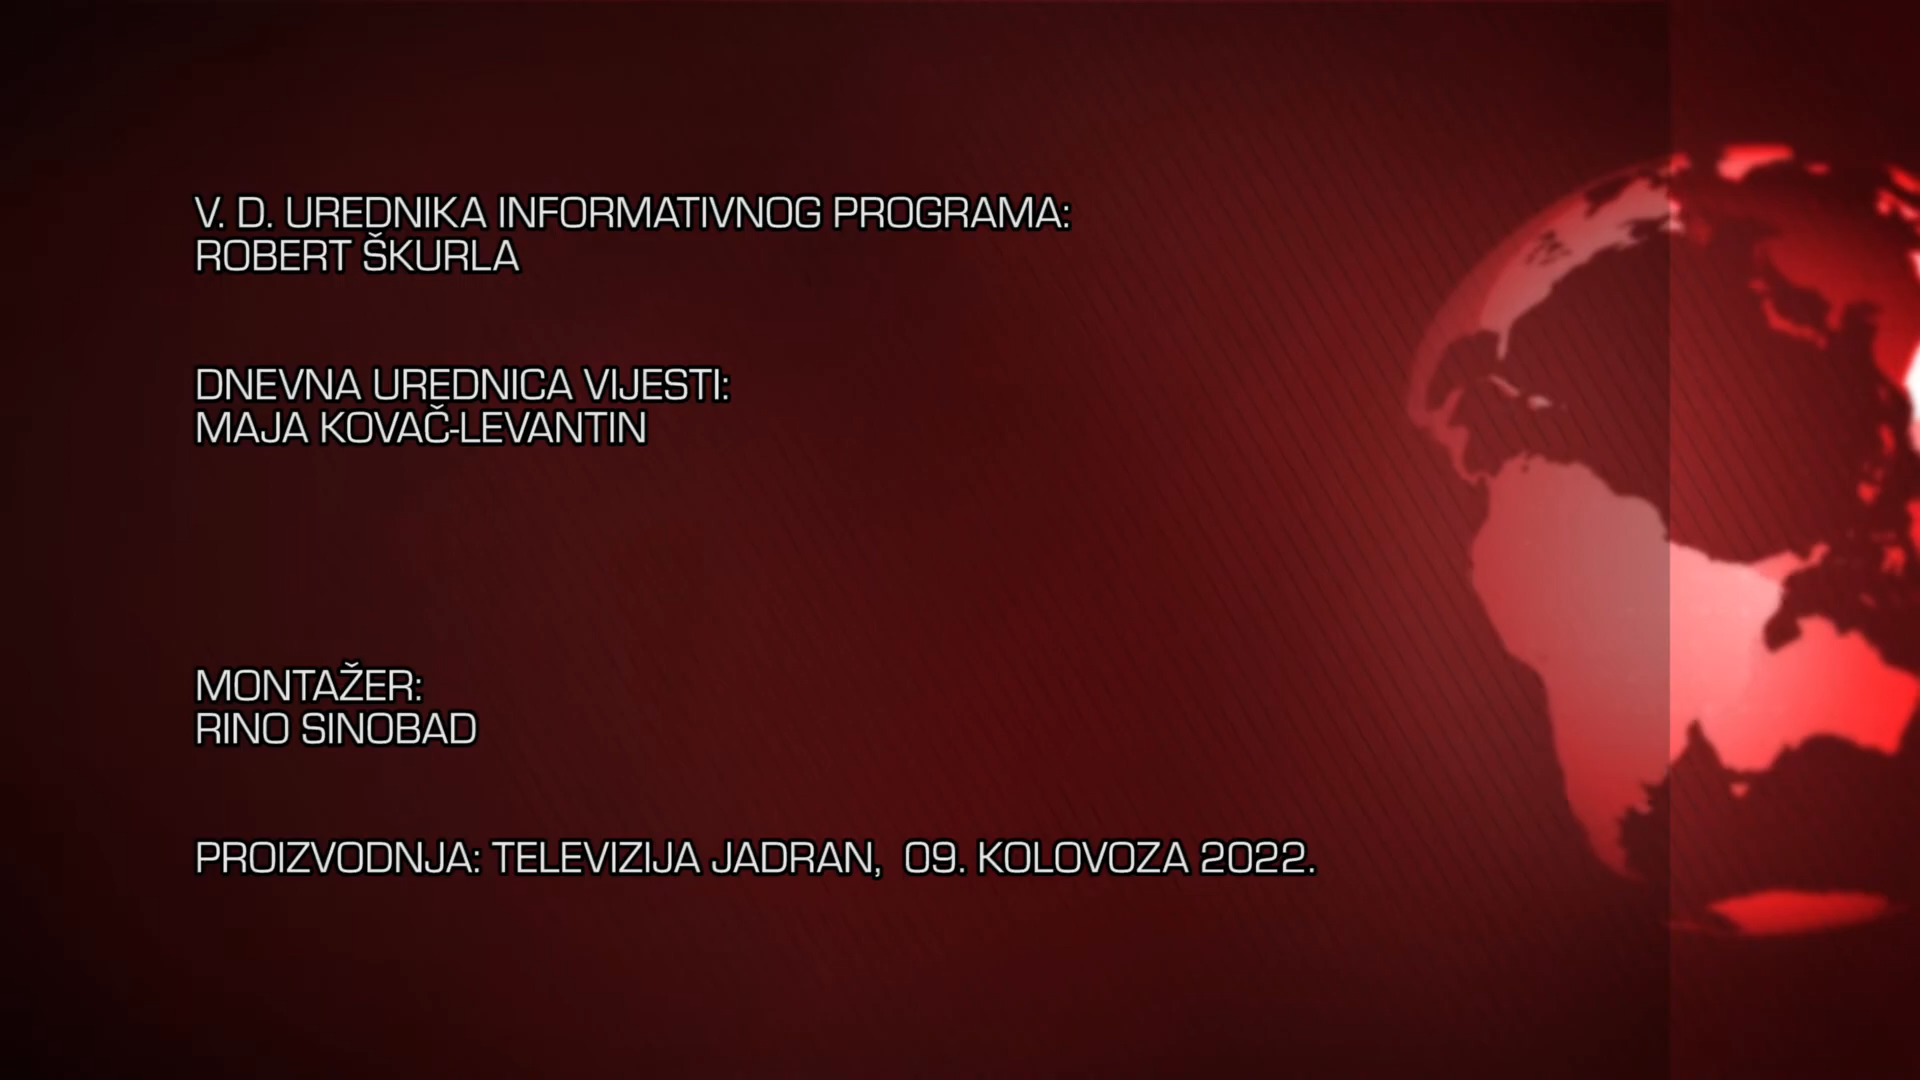 V. D. UREDNIKA INFORMATIVNOG PROGRAMA:
ROBERT ŠKURLA
DNEVNA UREDNICA VIJESTI:
MAJA KOVAČ-LEVANTIN
MONTAŽER:
RINO SINOBAD
PROIZVODNJA: TELEVIZIJA JADRAN, 09. KOLOVOZA 2022.